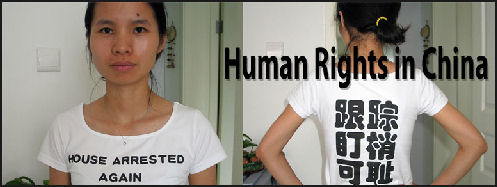 HOUSE ARRESTED
AGAIN
Human Rights in China
跟踪
盯梢
可耻